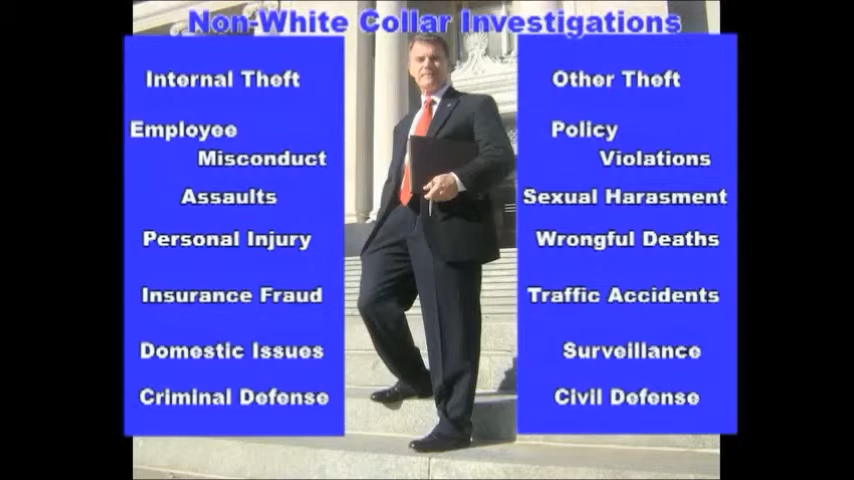 Non-White Collar Investigations
Internal Theft
Employee
Misconduct
Assaults
Personal Injury
Insurance Fraud
Domestic Issues
Criminal Defense
Other Theft
Policy
Violations
Sexual Harasment
Wrongful Deaths
Traffic Accidents
Surveillance
Civil Defense